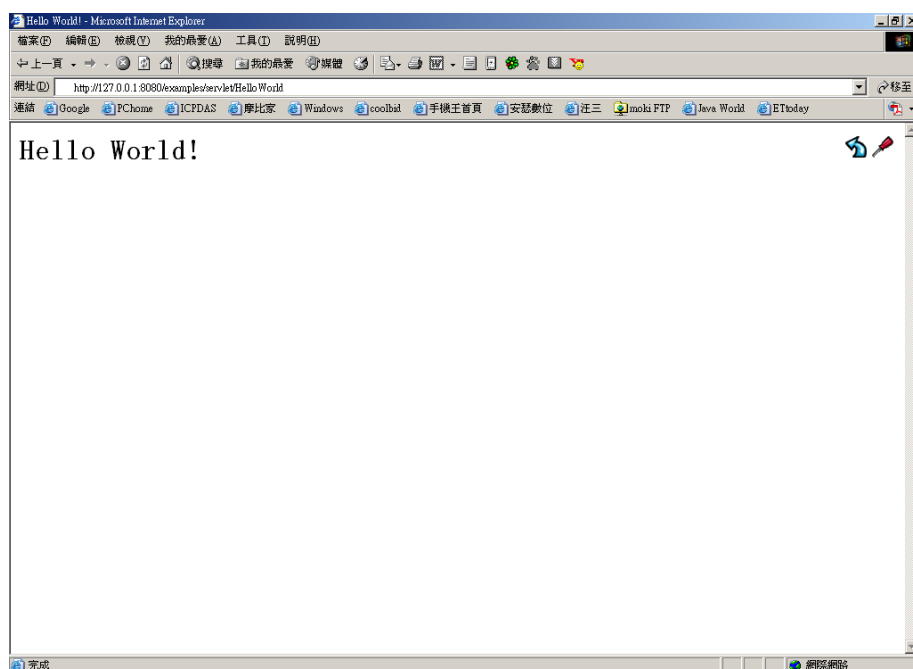 Hello World! - Microsoft Internet Explorer
檔案(F) 編輯(E) 檢視(V) 我的最愛(A) 工具(T) 說明(H)
上一頁 搜尋 我的最愛 媒體
網址(D) http://127.0.0.1:8080/examples/servlet/HelloWorld 移至
連結 Google PChome ICPDAS 摩比家 Windows coolbid 手機王首頁 安瑟數位 汪三 moki FTP Java World ETtoday
Hello World!
完成 網際網路